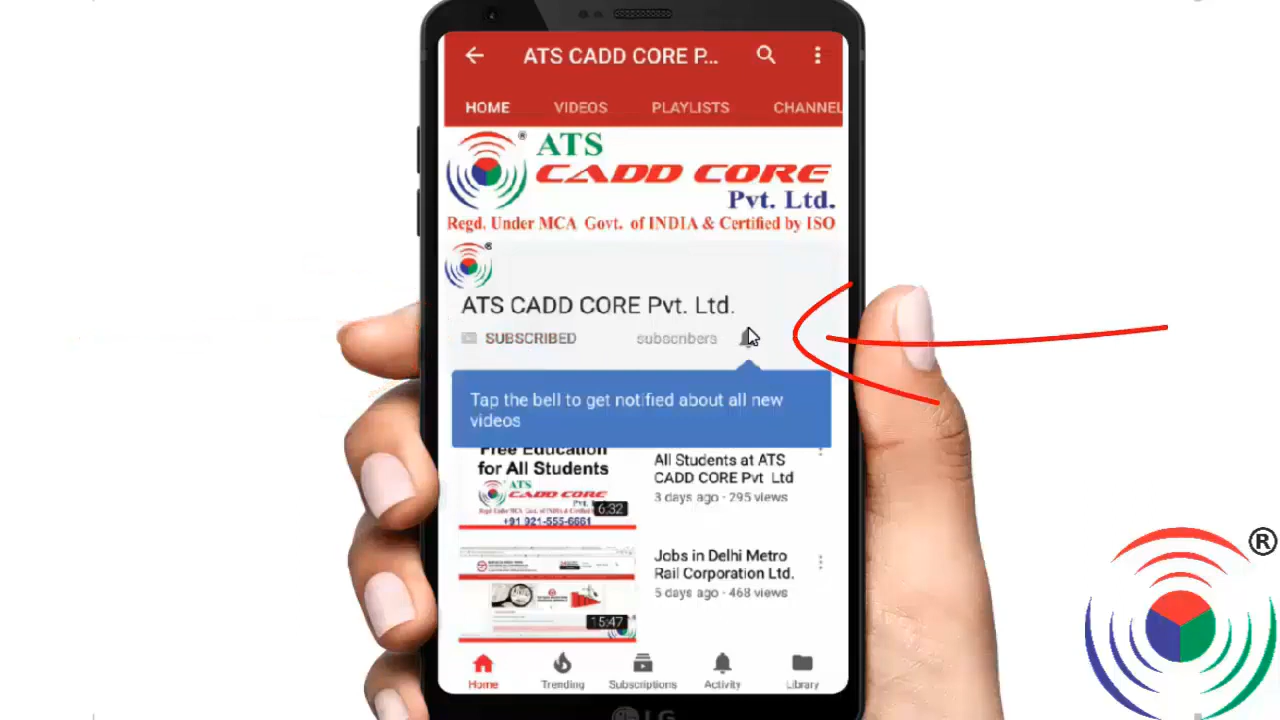 ATS CADD CORE P...
HOME VIDEOS PLAYLISTS CHANNEL
®
ATS
CADD CORE
Pvt. Ltd.
Regd. Under MCA Govt. of INDIA & Certified by ISO
®
ATS CADD CORE Pvt. Ltd.
SUBSCRIBED subscribers
Tap the bell to get notified about all new
videos
Free Education
for All Students
ATS
CADD CORE
6:32
+91 921-555-6661
All Students at ATS
CADD CORE Pvt Ltd
3 days ago · 295 views
15:47
Jobs in Delhi Metro
Rail Corporation Ltd.
5 days ago · 468 views
Home Trending Subscriptions Activity Library
LG
®